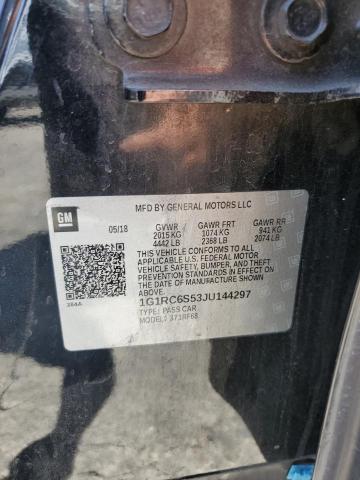 MFD BY GENERAL MOTORS LLC
GM
05/18 GVWR GAWR FRT GAWR RR
2015 KG 1074 KG 941 KG
4442 LB 2368 LB 2074 LB
THIS VEHICLE CONFORMS TO ALL
APPLICABLE U.S. FEDERAL MOTOR
VEHICLE SAFETY, BUMPER, AND THEFT
PREVENTION STANDARDS IN EFFECT
ON THE DATE OF MANUFACTURE SHOWN
ABOVE.
1G1RC6S53JU144297
TYPE: PASS CAR
MODEL: 371RF68